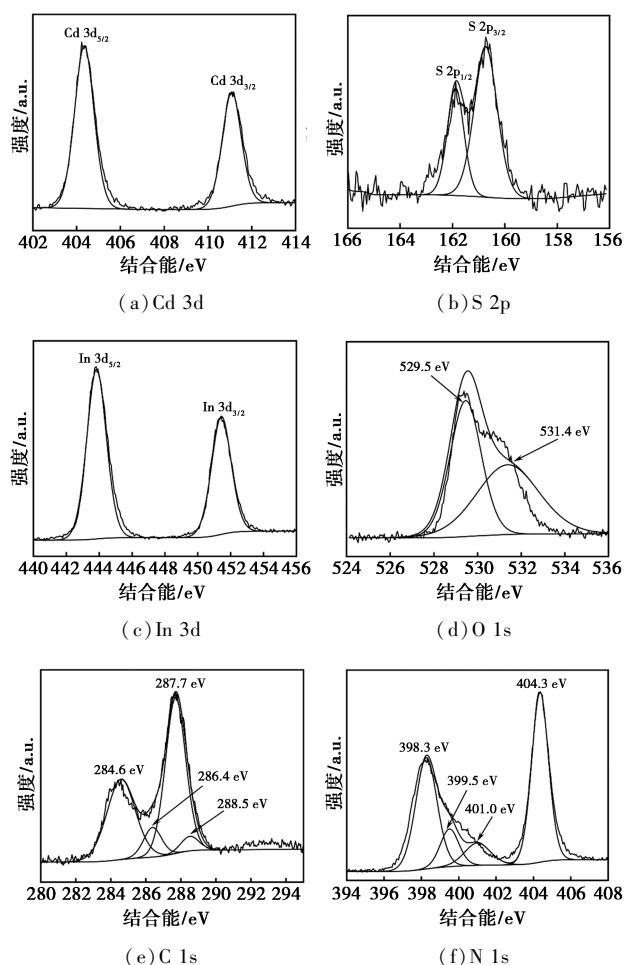 Cd 3d5/2
Cd 3d3/2
强度/a.u.
402 404 406 408 410 412 414
结合能/eV
(a)Cd 3d
S 2p3/2
S 2p1/2
强度/a.u.
166 164 162 160 158 156
结合能/eV
(b)S 2p
In 3d5/2
In 3d3/2
强度/a.u.
440 442 444 446 448 450 452 454 456
结合能/eV
(c)In 3d
529.5 eV
531.4 eV
强度/a.u.
524 526 528 530 532 534 536
结合能/eV
(d)O 1s
287.7 eV
284.6 eV
286.4 eV
288.5 eV
强度/a.u.
280 282 284 286 288 290 292 294
结合能/eV
(e)C 1s
404.3 eV
398.3 eV
399.5 eV
401.0 eV
强度/a.u.
394 396 398 400 402 404 406 408
结合能/eV
(f)N 1s